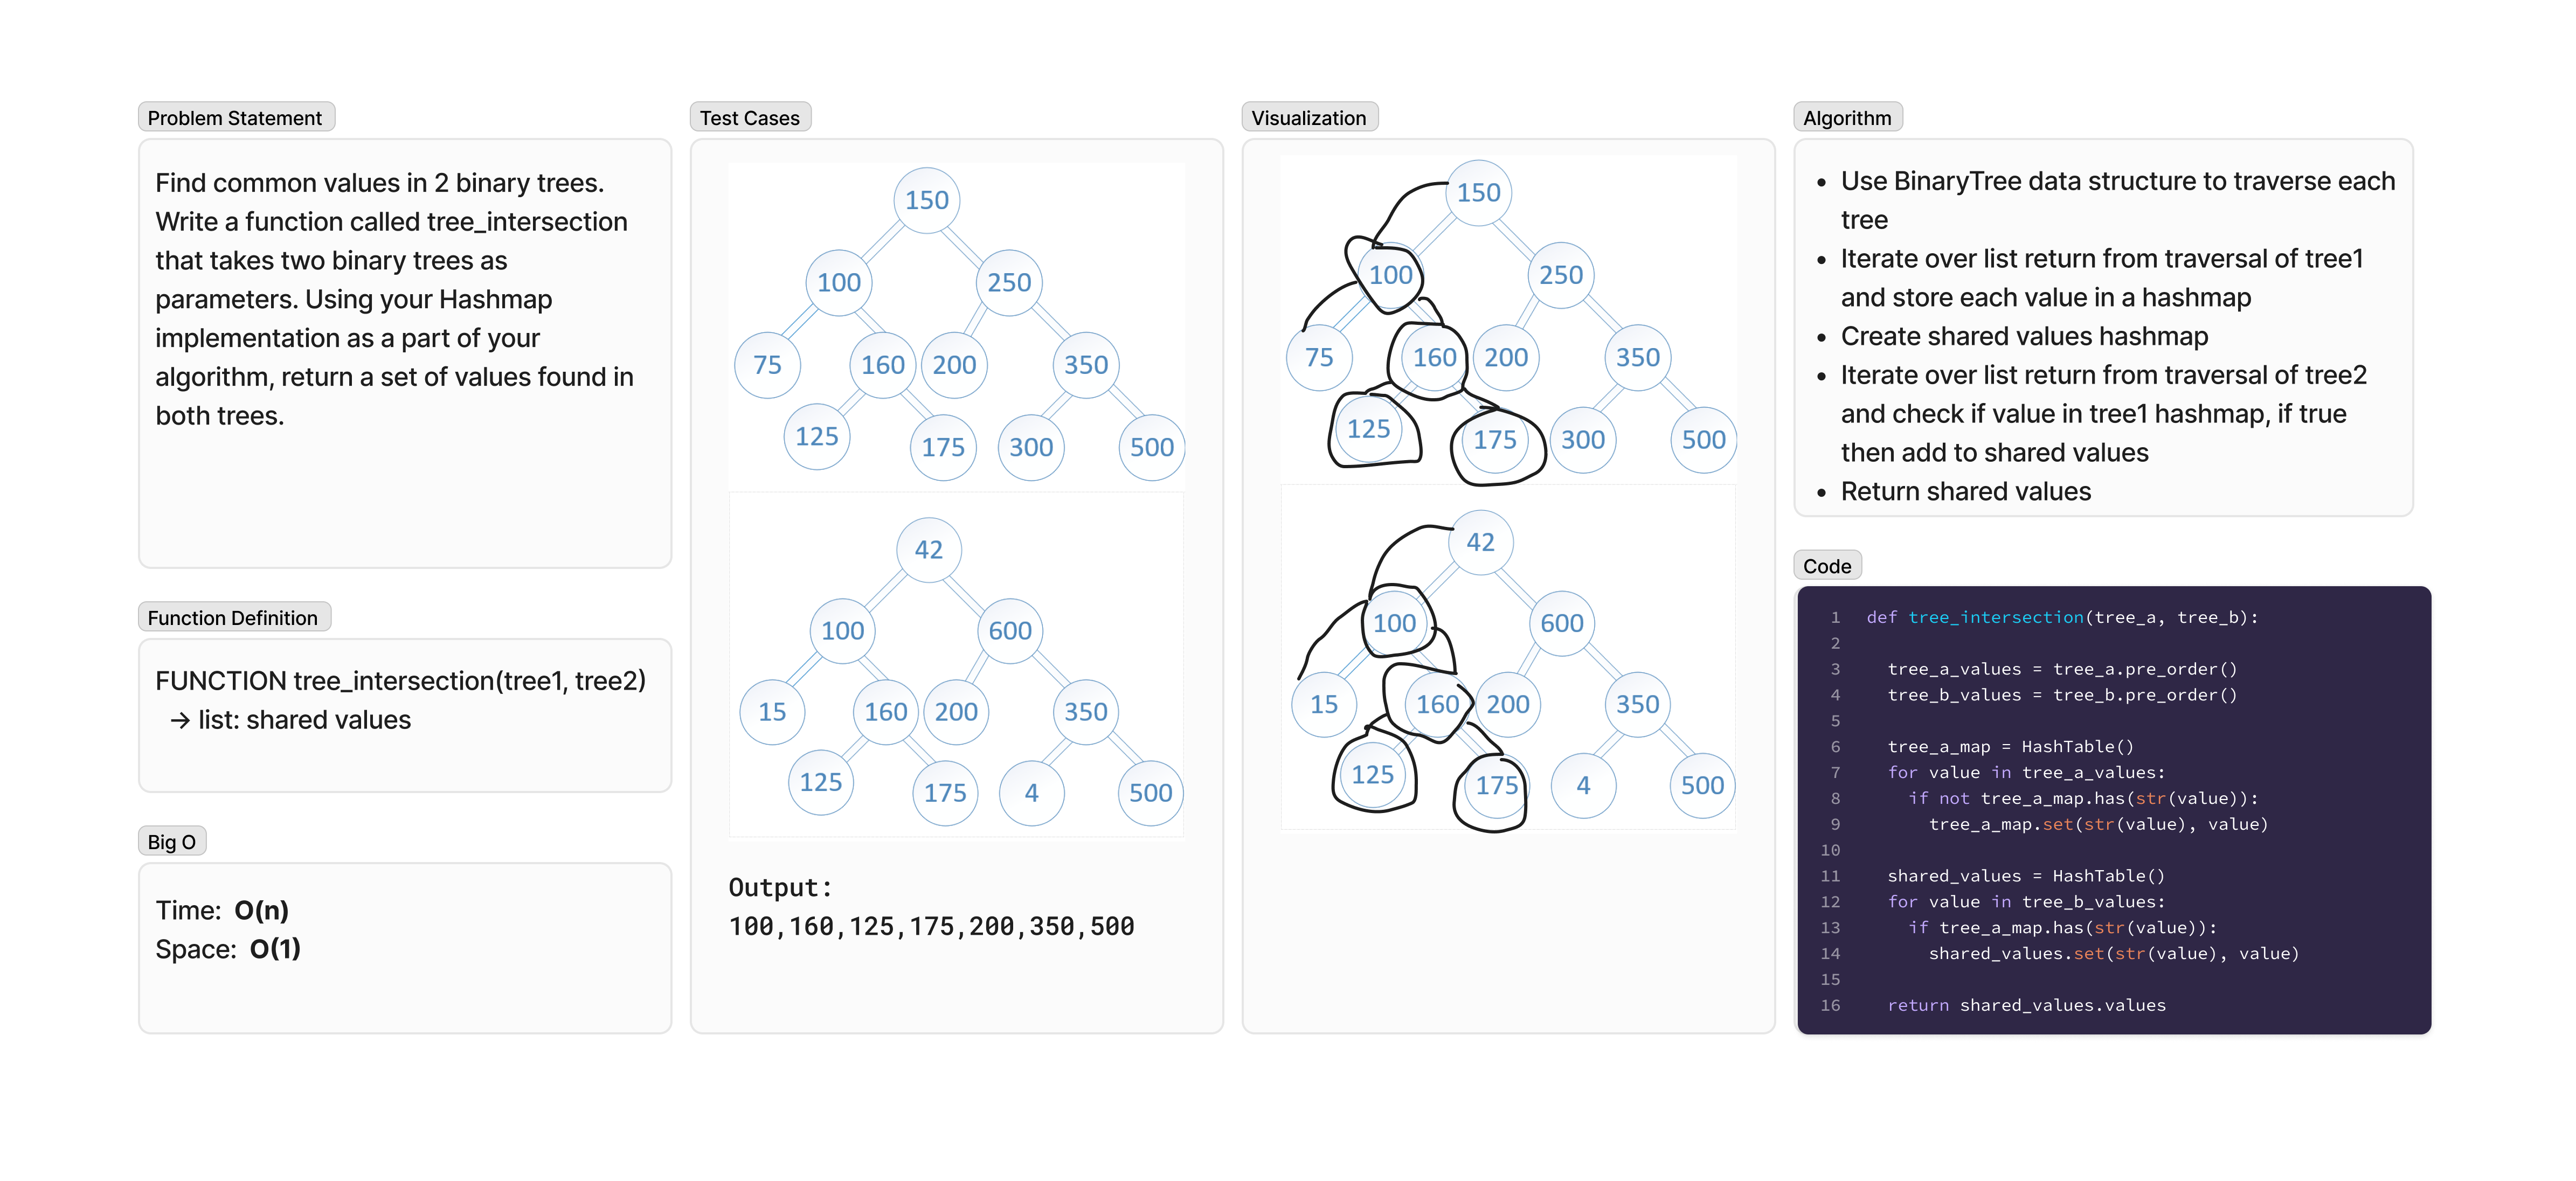 Problem Statement
Find common values in 2 binary trees.
Write a function called tree_intersection
that takes two binary trees as
parameters. Using your Hashmap
implementation as a part of your
algorithm, return a set of values found in
both trees.
Function Definition
FUNCTION tree_intersection(tree1, tree2)
→ list: shared values
Big O
Time: O(n)
Space: O(1)
Test Cases
150
100 250
75 160 200 350
125 175 300 500
42
100 600
15 160 200 350
125 175 4 500
Output:
100,160,125,175,200,350,500
Visualization
150
100 250
75 160 200 350
125 175 300 500
42
100 600
15 160 200 350
125 175 4 500
Algorithm
• Use BinaryTree data structure to traverse each
tree
• Iterate over list return from traversal of tree1
and store each value in a hashmap
• Create shared values hashmap
• Iterate over list return from traversal of tree2
and check if value in tree1 hashmap, if true
then add to shared values
• Return shared values
Code
1 def tree_intersection(tree_a, tree_b):
2
3 tree_a_values = tree_a.pre_order()
4 tree_b_values = tree_b.pre_order()
5
6 tree_a_map = HashTable()
7 for value in tree_a_values:
8 if not tree_a_map.has(str(value)):
9 tree_a_map.set(str(value), value)
10
11 shared_values = HashTable()
12 for value in tree_b_values:
13 if tree_a_map.has(str(value)):
14 shared_values.set(str(value), value)
15
16 return shared_values.values